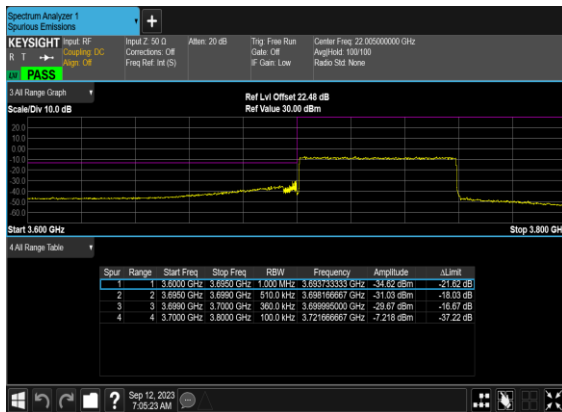 Spectrum Analyzer 1
Spurious Emissions
KEYSIGHT Input: RF Input Z: 50 Ω Atten: 20 dB Trig: Free Run Center Freq: 22.005000000 GHz
R T Coupling: DC Corrections: Off Gate: Off Avg|Hold: 100/100
Align: Off Freq Ref: Int (S) IF Gain: Low Radio Std: None
PASS
3 All Range Graph Ref Lvl Offset 22.48 dB
Scale/Div 10.0 dB Ref Value 30.00 dBm
20.0
10.0
0.00
-10.0
-20.0
-30.0
-40.0
-50.0
-60.0
Start 3.600 GHz Stop 3.800 GH
4 All Range Table
Spur Range Start Freq Stop Freq RBW Frequency Amplitude ΔLimit
1 1 3.6000 GHz 3.6950 GHz 1.000 MHz 3.693733333 GHz -34.62 dBm -21.62 dB
2 2 3.6950 GHz 3.6990 GHz 510.0 kHz 3.698166667 GHz -31.03 dBm -18.03 dB
3 3 3.6990 GHz 3.7000 GHz 360.0 kHz 3.699995000 GHz -29.67 dBm -16.67 dB
4 4 3.7000 GHz 3.8000 GHz 100.0 kHz 3.721666667 GHz -7.218 dBm -37.22 dB
? Sep 12, 2023
7:05:23 AM